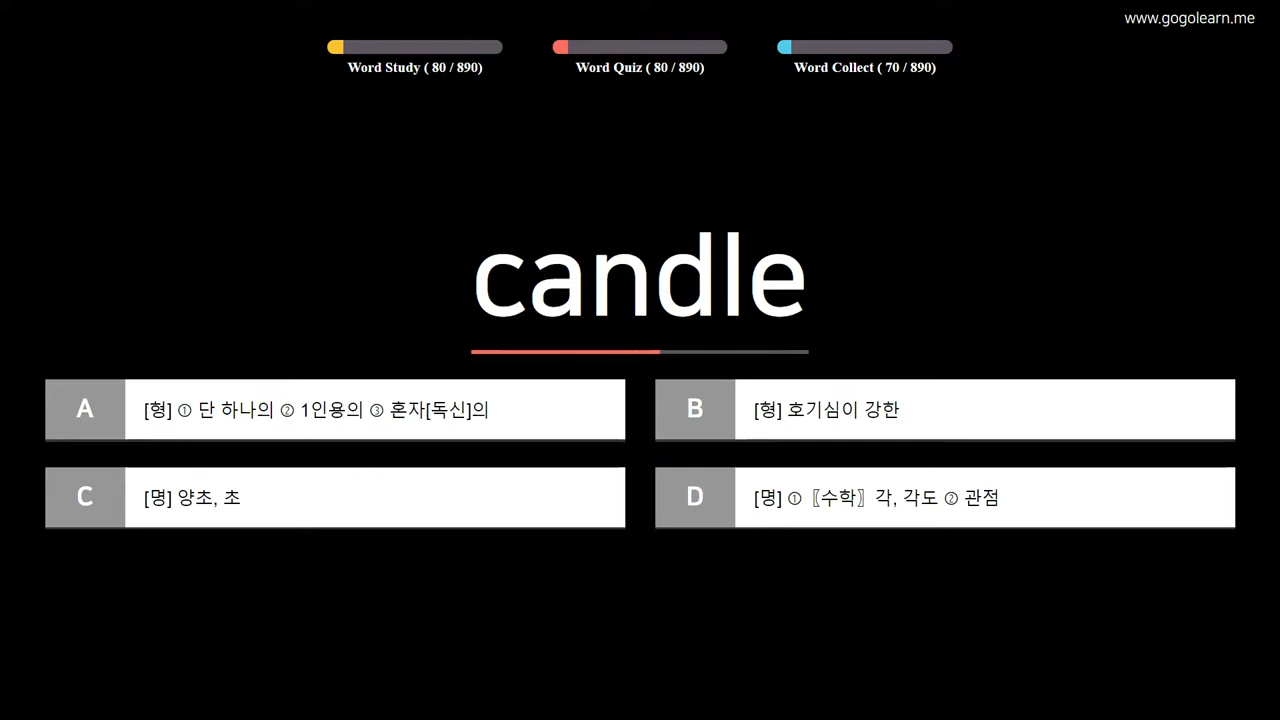 www.gogolearn.me
Word Study ( 80 / 890)
Word Quiz ( 80 / 890)
Word Collect ( 70 / 890)
candle
A [형] ① 단 하나의 ② 1인용의 ③ 혼자[독신]의
B [형] 호기심이 강한
C [명] 양초, 초
D [명] ①〖수학〗각, 각도 ② 관점